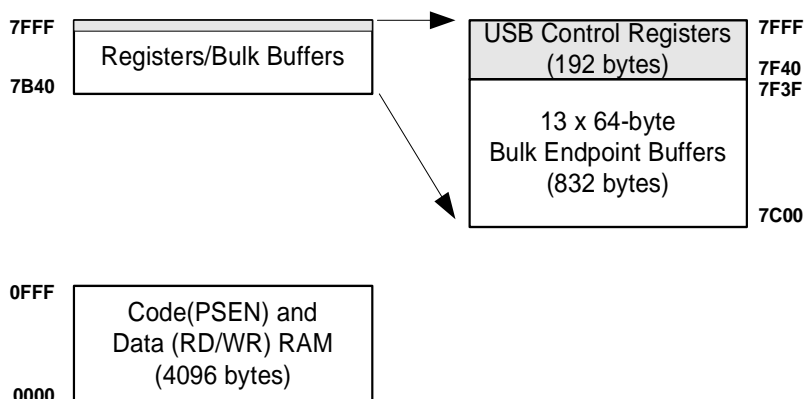 7FFF
Registers/Bulk Buffers
7B40
USB Control Registers
(192 bytes)
7FFF
7F40
7F3F
13 x 64-byte
Bulk Endpoint Buffers
(832 bytes)
7C00
0FFF
Code(PSEN) and
Data (RD/WR) RAM
(4096 bytes)
0000